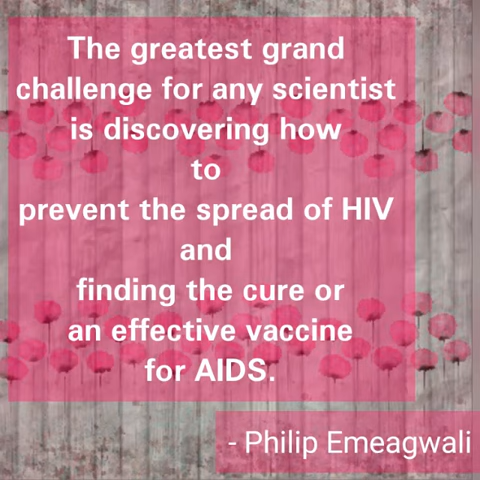 The greatest grand
challenge for any scientist
is discovering how
to
prevent the spread of HIV
and
finding the cure or
an effective vaccine
for AIDS.
- Philip Emeagwali